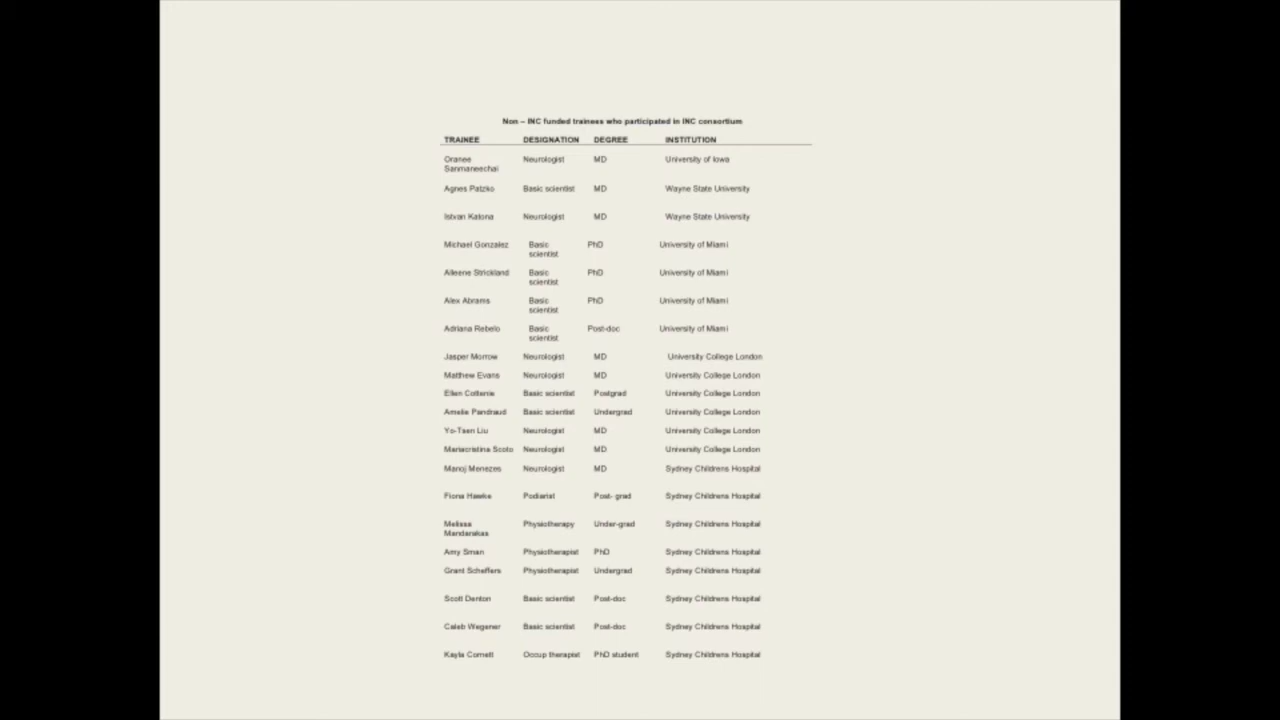 Non – INC funded trainees who participated in INC consortium
TRAINEE DESIGNATION DEGREE INSTITUTION
Oranee Neurologist MD University of Iowa
Sanmaneechai
Agnes Patzko Basic scientist MD Wayne State University
Istvan Katona Neurologist MD Wayne State University
Michael Gonzalez Basic PhD University of Miami
scientist
Alleene Strickland Basic PhD University of Miami
scientist
Alex Abrams Basic PhD University of Miami
scientist
Adriana Rebelo Basic Post-doc University of Miami
scientist
Jasper Morrow Neurologist MD University College London
Matthew Evans Neurologist MD University College London
Ellen Cottenie Basic scientist Postgrad University College London
Amelie Pandraud Basic scientist Undergrad University College London
Yo-Tsen Liu Neurologist MD University College London
Mariacristina Scoto Neurologist MD University College London
Manoj Menezes Neurologist MD Sydney Childrens Hospital
Fiona Hawke Podiarist Post- grad Sydney Childrens Hospital
Melissa Physiotherapy Under-grad Sydney Childrens Hospital
Mandarakas
Amy Sman Physiotherapist PhD Sydney Childrens Hospital
Grant Scheffers Physiotherapist Undergrad Sydney Childrens Hospital
Scott Denton Basic scientist Post-doc Sydney Childrens Hospital
Caleb Wegener Basic scientist Post-doc Sydney Childrens Hospital
Kayla Cornett Occup therapist PhD student Sydney Childrens Hospital